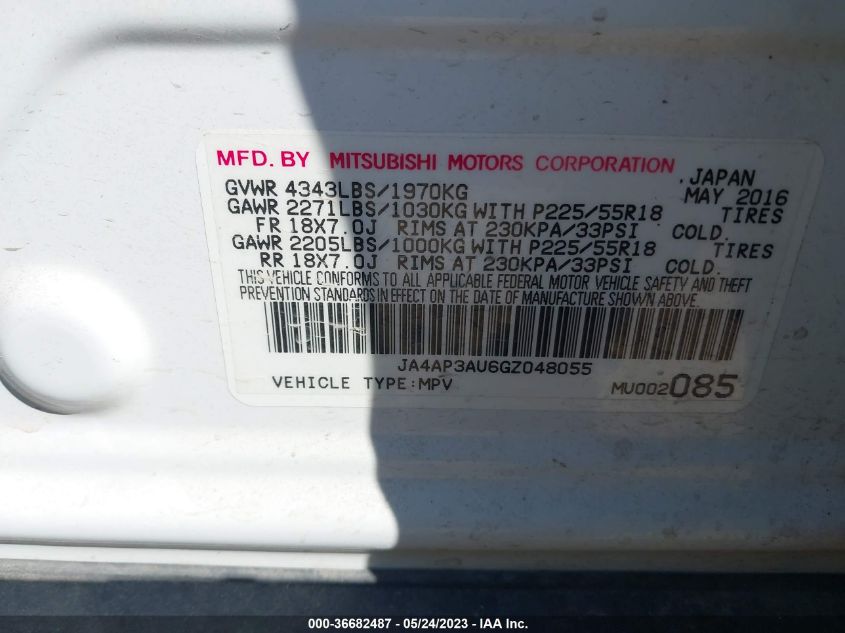 MFD. BY MITSUBISHI MOTORS CORPORATION
.JAPAN
GVWR 4343LBS/1970KG MAY 2016
GAWR 2271LBS/1030KG WITH P225/55R18 TIRES
FR 18X7.0J RIMS AT 230KPA/33PSI COLD.
GAWR 2205LBS/1000KG WITH P225/55R18 TIRES
RR 18X7.0J RIMS AT 230KPA/33PSI COLD.
THIS VEHICLE CONFORMS TO ALL APPLICABLE FEDERAL MOTOR VEHICLE SAFETY AND THEFT
PREVENTION STANDARDS IN EFFECT ON THE DATE OF MANUFACTURE SHOWN ABOVE.
JA4AP3AU6GZ048055
VEHICLE TYPE:MPV MU002085
000-36682487 - 05/24/2023 - IAAI.com